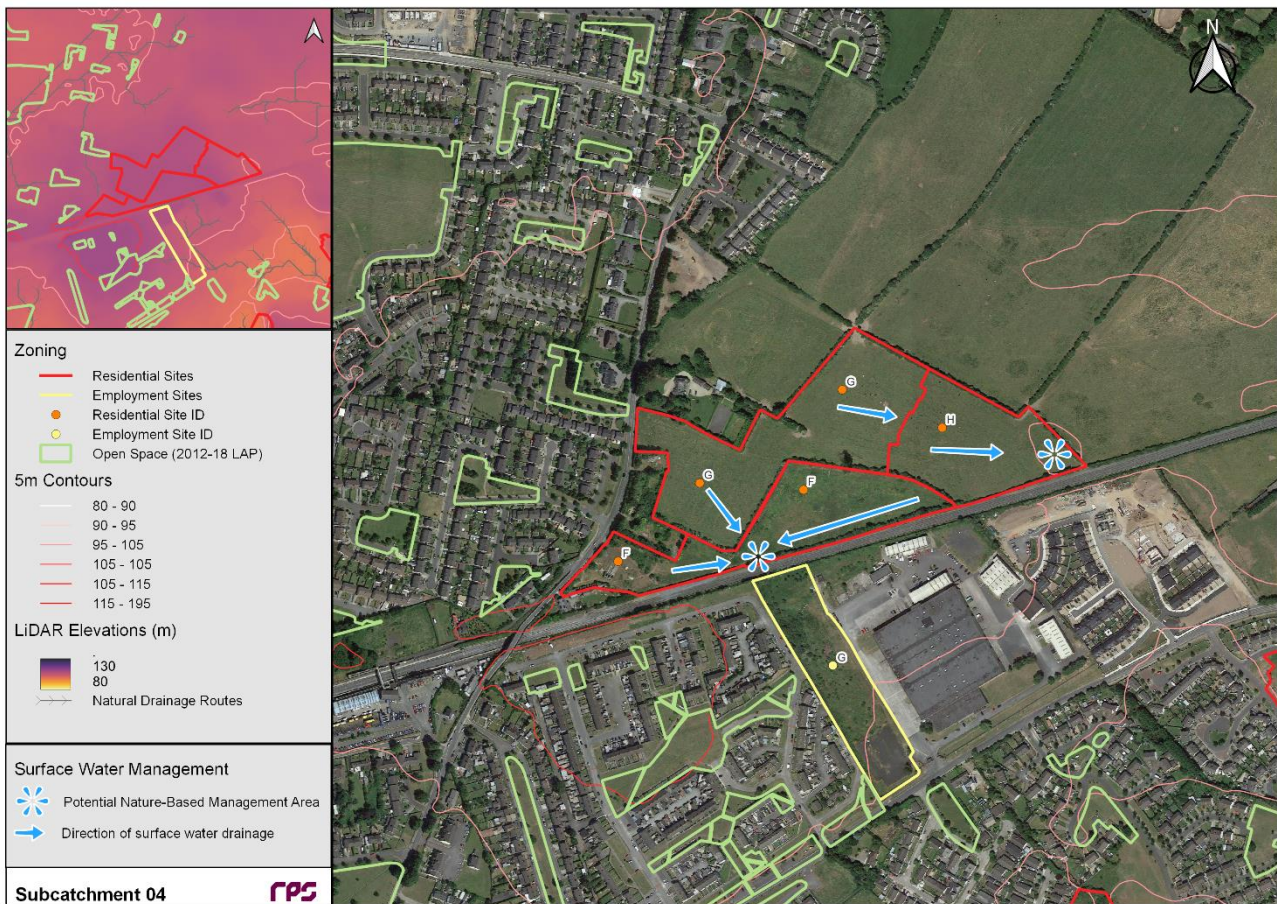 Zoning
Residential Sites
Employment Sites
Residential Site ID
Employment Site ID
Open Space (2012-18 LAP)
5m Contours
80 - 90
90 - 95
95 - 105
105 - 105
105 - 115
115 - 195
LiDAR Elevations (m)
130
80
Natural Drainage Routes
Surface Water Management
Potential Nature-Based Management Area
Direction of surface water drainage
Subcatchment 04
rps
N
G
H
G
F
F
G